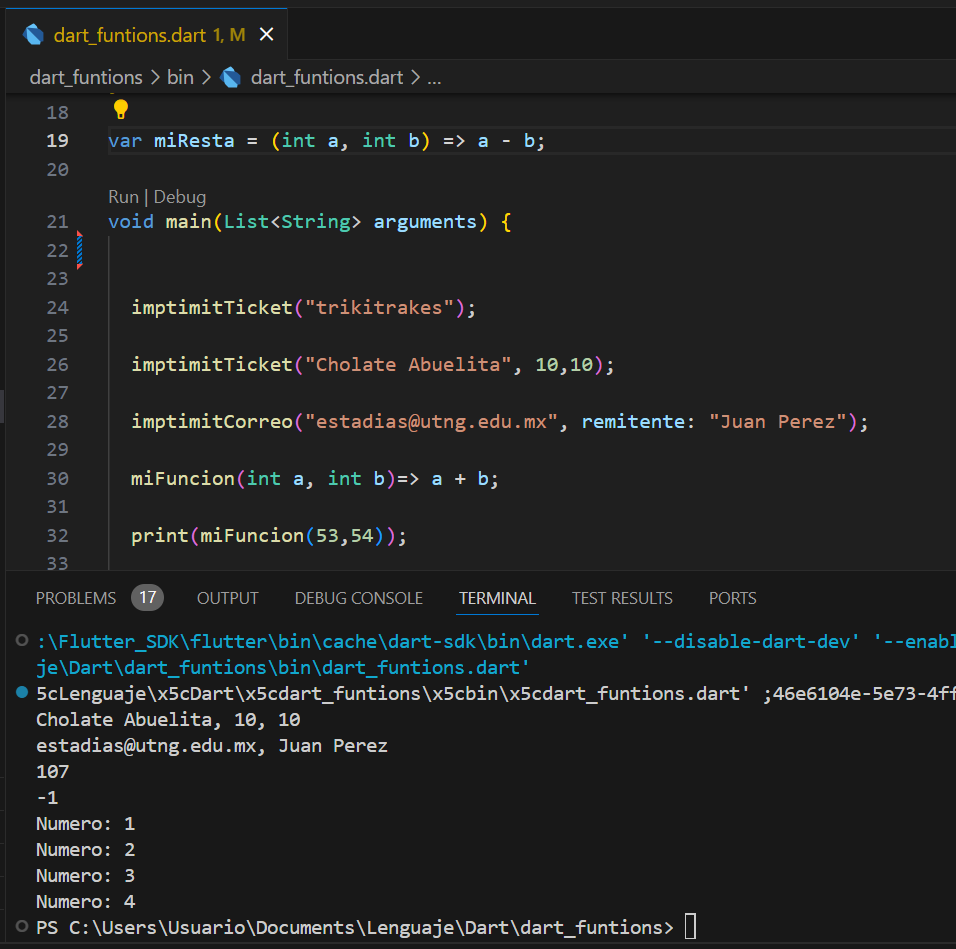 dart_funtions.dart 1, M
dart_funtions > bin > dart_funtions.dart > ...
18
19 var miResta = (int a, int b) => a - b;
20
Run | Debug
21 void main(List<String> arguments) {
22
23
24 imptimitTicket("trikitrakes");
25
26 imptimitTicket("Cholate Abuelita", 10,10);
27
28 imptimitCorreo("estadias@utng.edu.mx", remitente: "Juan Perez");
29
30 miFuncion(int a, int b)=> a + b;
31
32 print(miFuncion(53,54));
33
PROBLEMS 17 OUTPUT DEBUG CONSOLE TERMINAL TEST RESULTS PORTS
:\Flutter_SDK\flutter\bin\cache\dart-sdk\bin\dart.exe' '--disable-dart-dev' '--enabl
je\Dart\dart_funtions\bin\dart_funtions.dart'
5cLenguaje\x5cDart\x5cdart_funtions\x5cbin\x5cdart_funtions.dart' ;46e6104e-5e73-4ff
Cholate Abuelita, 10, 10
estadias@utng.edu.mx, Juan Perez
107
-1
Numero: 1
Numero: 2
Numero: 3
Numero: 4
PS C:\Users\Usuario\Documents\Lenguaje\Dart\dart_funtions>